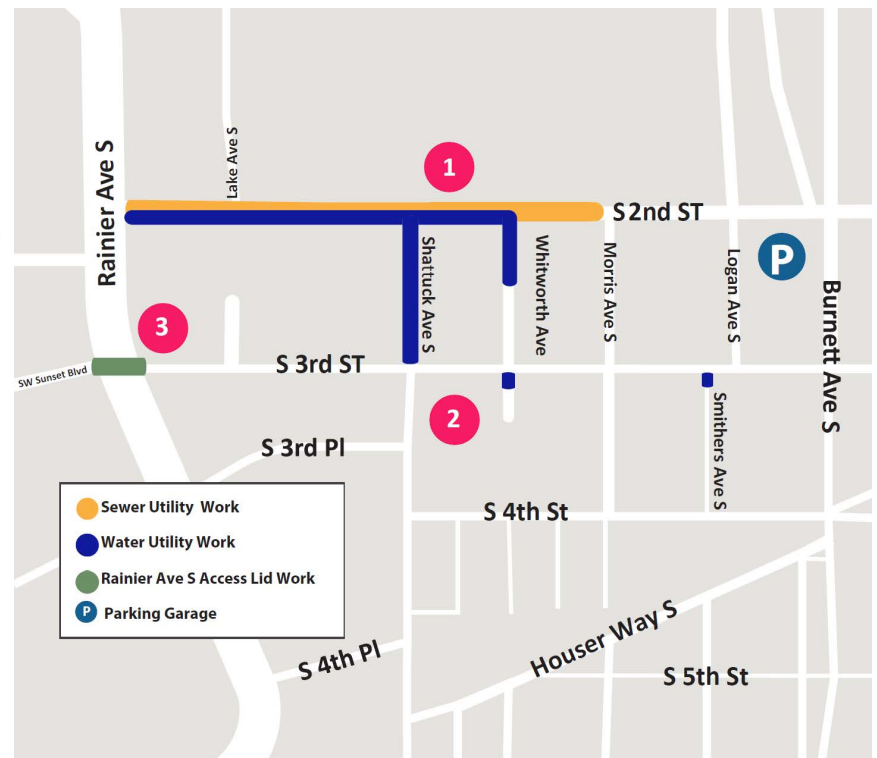 Rainier Ave S
Lake Ave S
1
S 2nd ST
Shattuck Ave S
Whitworth Ave
Morris Ave S
Logan Ave S
P
Burnett Ave S
3
S 3rd ST
SW Sunset Blvd
2
Smithers Ave S
S 3rd Pl
S 4th St
Sewer Utility Work
Water Utility Work
Rainier Ave S Access Lid Work
P Parking Garage
Houser Way S
S 4th Pl
S 5th St